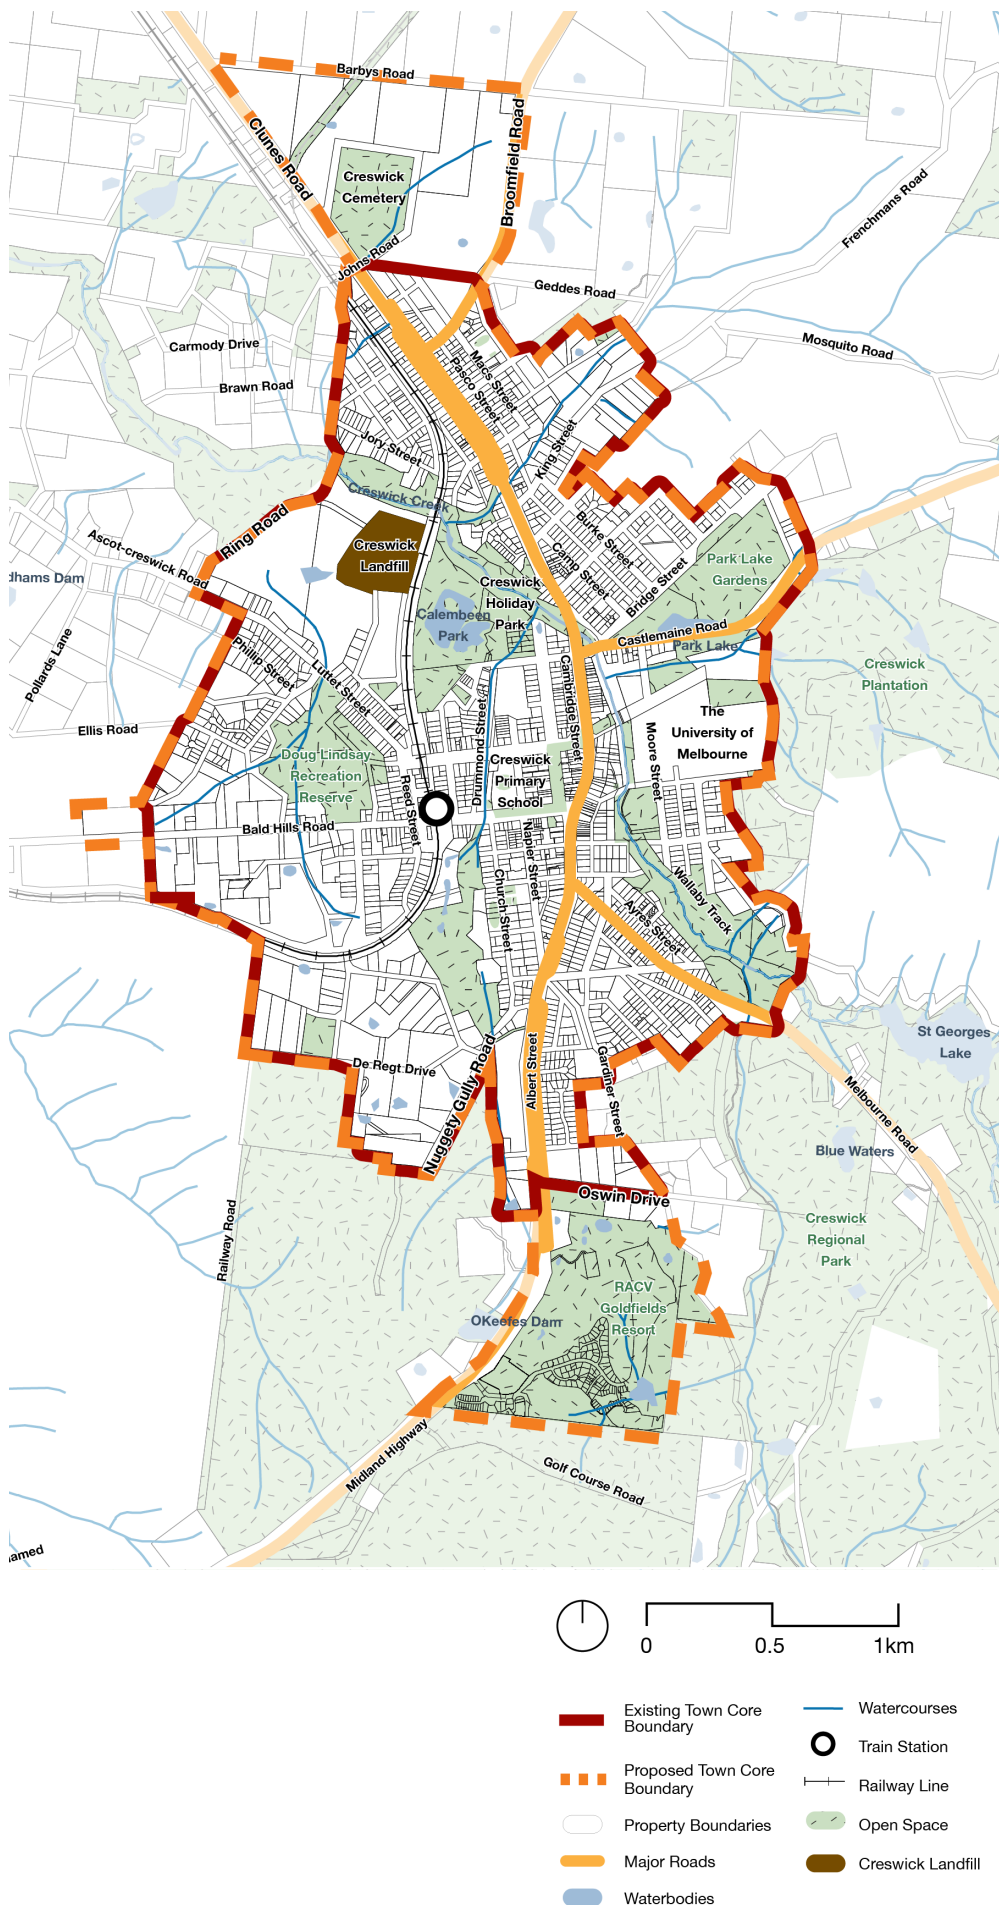 Barbys Road
Clunes Road
Broomfield Road
Creswick
Cemetery
Johns Road
Frenchmans Road
Geddes Road
Mosquito Road
Carmody Drive
Brawn Road
Macs Street
Pasco Street
Jory Street
King Street
Creswick Creek
Ring Road
Creswick
Landfill
Ascot-creswick Road
dhams Dam
Burke Street
Camp Street
Bridge Street
Park Lake
Gardens
Creswick
Holiday
Park
Calembeen
Park
Castlemaine Road
Park Lake
Pollards Lane
Phillip Street
Luttet Street
Cambridge Street
Creswick
Plantation
Ellis Road
Drummond Street
Moore Street
The
University of
Melbourne
Doug Lindsay
Recreation
Reserve
Creswick
Primary
School
Reed Street
Bald Hills Road
Napier Street
Church Street
Ayres Street
Wallaby Track
St Georges
Lake
De Regt Drive
Nuggety Gully Road
Albert Street
Gardiner Street
Melbourne Road
Blue Waters
Oswin Drive
Railway Road
Creswick
Regional
Park
RACV
Goldfields
Resort
OKeefes Dam
Midland Highway
Golf Course Road
amed
0
0.5
1km
Existing Town Core
Boundary
Proposed Town Core
Boundary
Property Boundaries
Major Roads
Waterbodies
Watercourses
Train Station
Railway Line
Open Space
Creswick Landfill